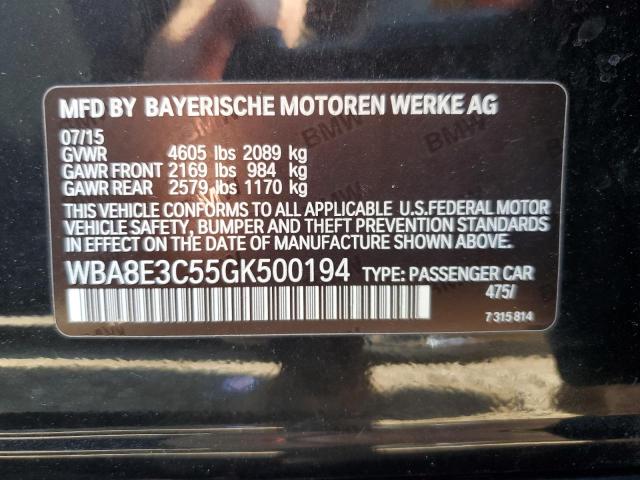 MFD BY BAYERISCHE MOTOREN WERKE AG
07/15
GVWR 4605 lbs 2089 kg
GAWR FRONT 2169 lbs 984 kg
GAWR REAR 2579 lbs 1170 kg
THIS VEHICLE CONFORMS TO ALL APPLICABLE U.S.FEDERAL MOTOR
VEHICLE SAFETY, BUMPER AND THEFT PREVENTION STANDARDS
IN EFFECT ON THE DATE OF MANUFACTURE SHOWN ABOVE.
WBA8E3C55GK500194 TYPE: PASSENGER CAR
475/
7 315 814